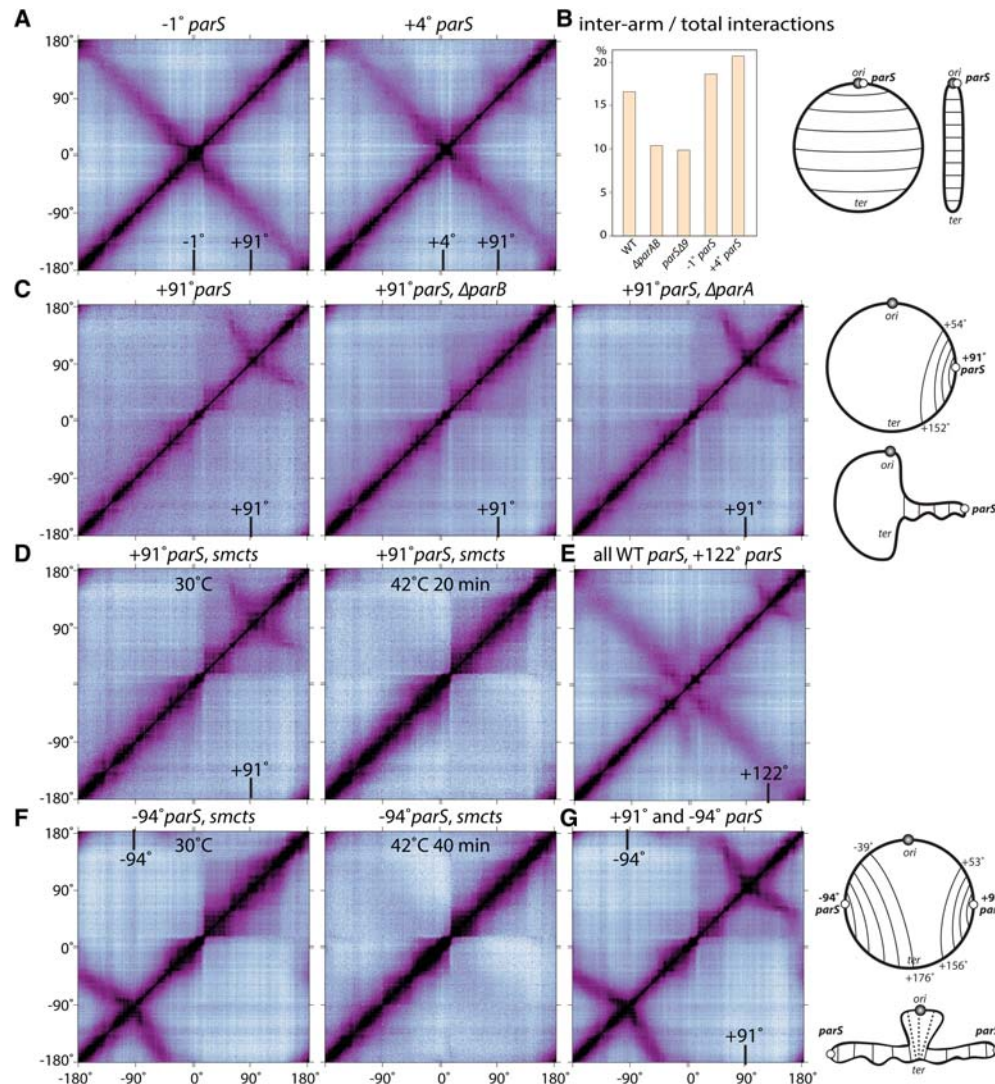 A
-1˚ parS
+4˚ parS
B inter-arm / total interactions
180˚
90˚
0˚
-90˚
-180˚
-1˚ +91˚
+4˚ +91˚
%
20
15
10
5
0
WT
ΔparAB
parSΔ9
-1˚ parS
+4˚ parS
ori parS
ter
ori parS
ter
C
+91˚parS
+91˚parS, ΔparB
+91˚parS, ΔparA
180˚
90˚
0˚
-90˚
-180˚
+91˚
+91˚
+91˚
ori
+54˚
+91˚
parS
ter
+152˚
ori
ter
parS
D
+91˚parS, smcts
+91˚parS, smcts
E all WT parS, +122˚ parS
30˚C
42˚C 20 min
180˚
90˚
-90˚
-180˚
+91˚
+122˚
F
-94˚parS, smcts
-94˚parS, smcts
G +91˚ and -94˚ parS
30˚C
42˚C 40 min
-94˚
-94˚
180˚
90˚
0˚
-90˚
-180˚
+91˚
-180 -90˚ 0˚ 90˚ 180˚
-90˚ 0˚ 90˚ 180˚
-90˚ 0˚ 90˚ 180˚
ori
-39˚
+53˚
-94˚
parS
+9
par
ter
+156˚
+176˚
ori
parS
parS
ter